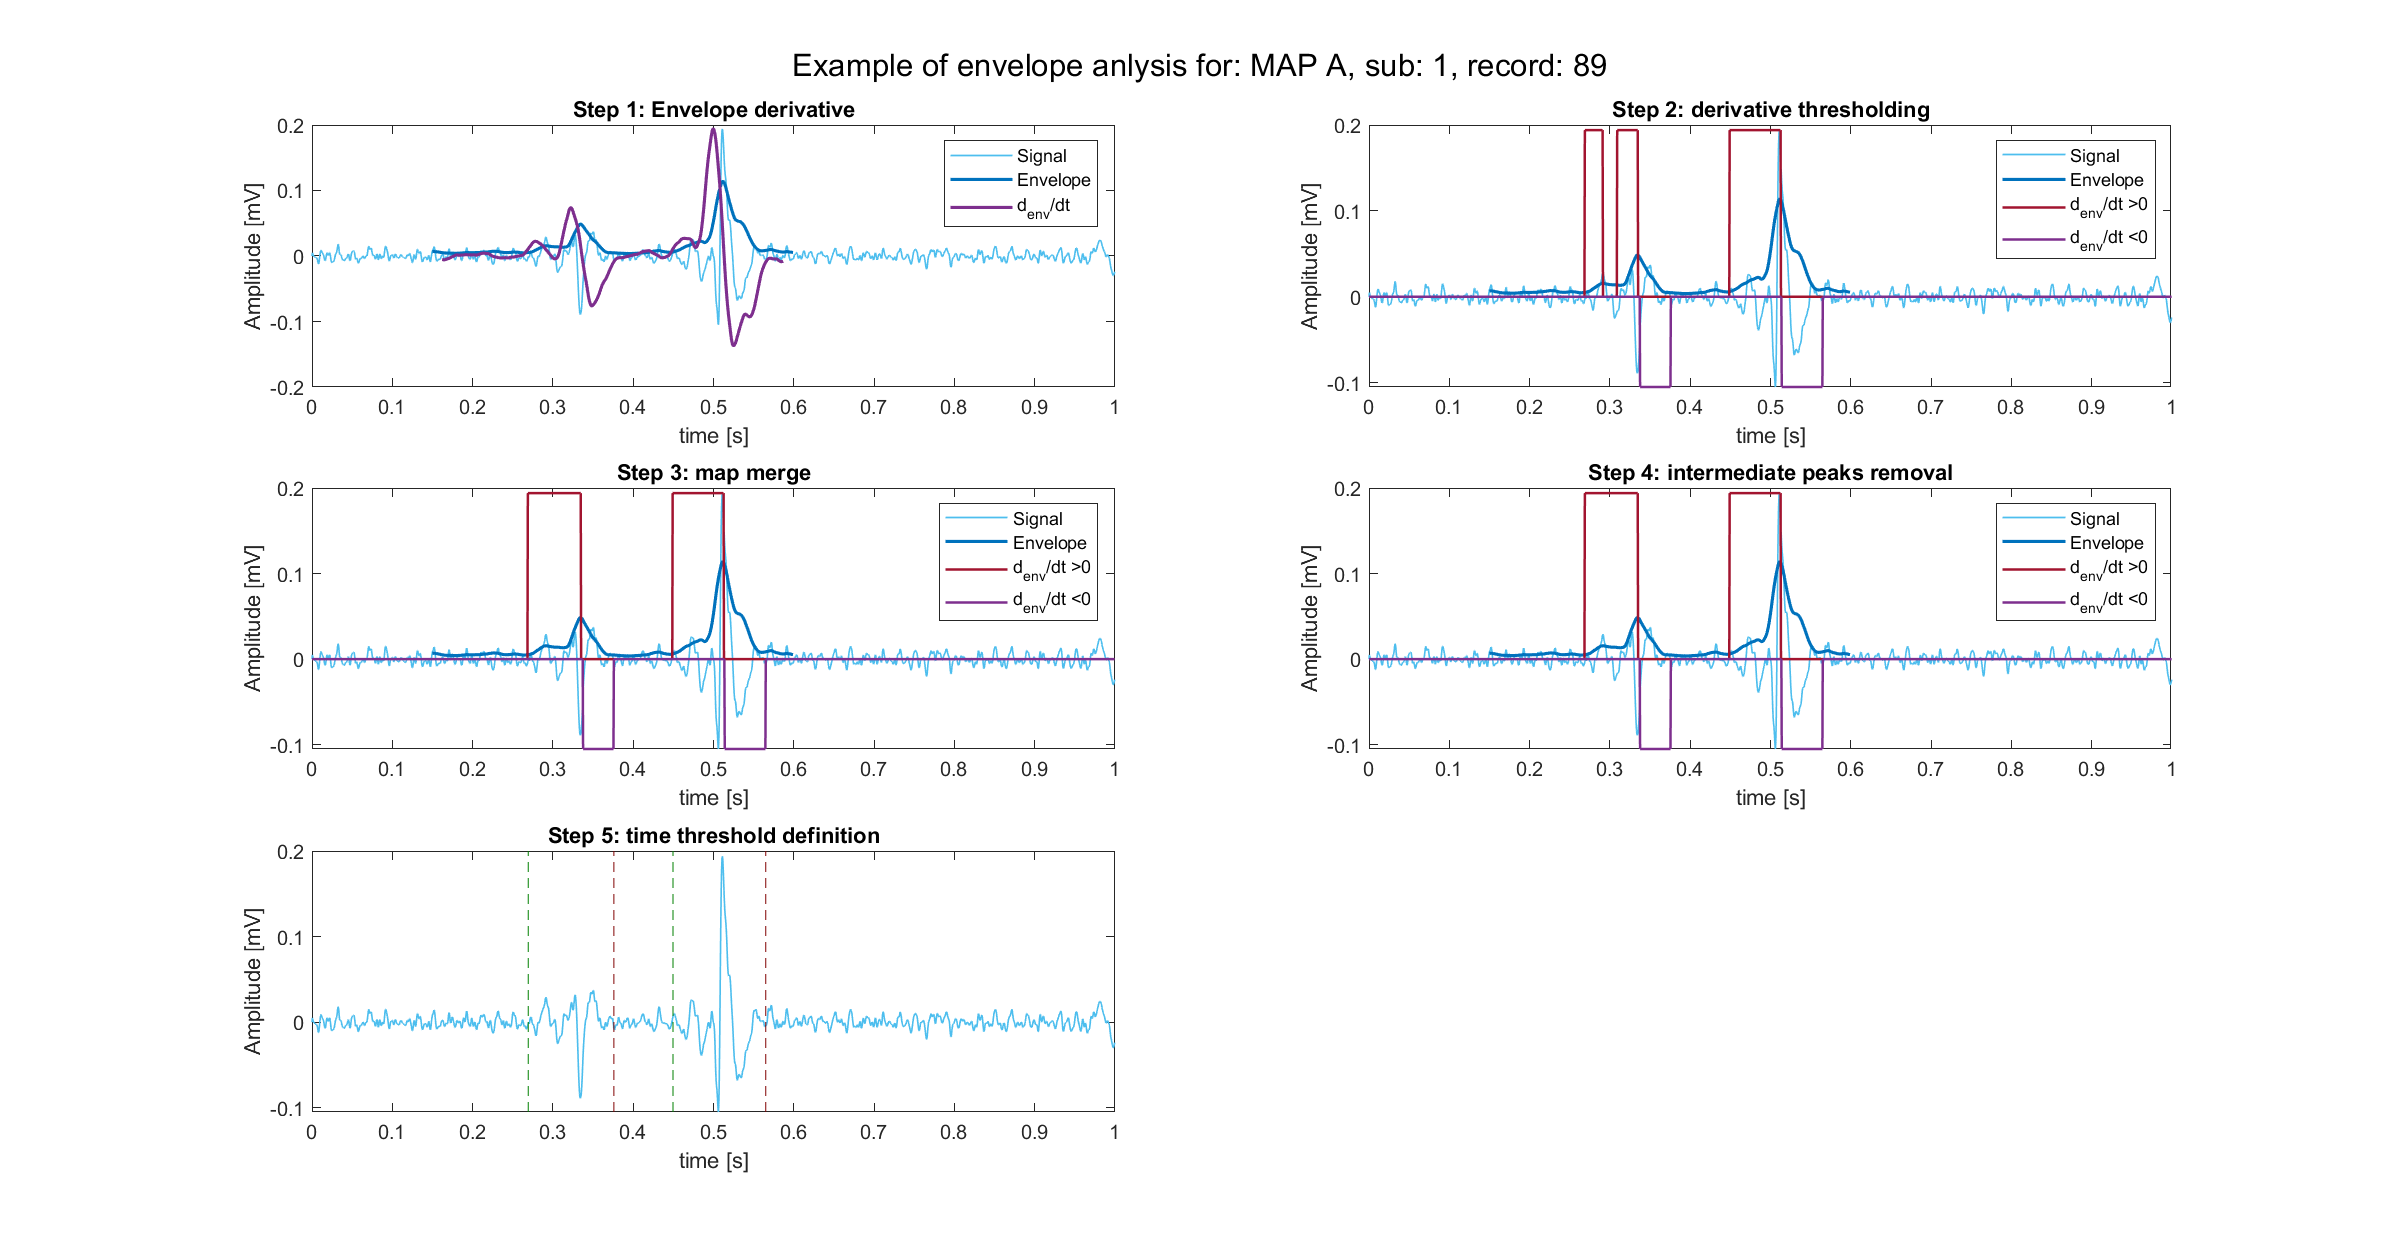 Example of envelope anlysis for: MAP A, sub: 1, record: 89
Step 1: Envelope derivative
0.2
0.1
0
-0.1
-0.2
Amplitude [mV]
Signal
Envelope
d_env/dt
0 0.1 0.2 0.3 0.4 0.5 0.6 0.7 0.8 0.9 1
time [s]
Step 2: derivative thresholding
0.2
0.1
0
-0.1
Amplitude [mV]
Signal
Envelope
d_env/dt >0
d_env/dt <0
0 0.1 0.2 0.3 0.4 0.5 0.6 0.7 0.8 0.9 1
time [s]
Step 3: map merge
0.2
0.1
0
-0.1
Amplitude [mV]
Signal
Envelope
d_env/dt >0
d_env/dt <0
0 0.1 0.2 0.3 0.4 0.5 0.6 0.7 0.8 0.9 1
time [s]
Step 4: intermediate peaks removal
0.2
0.1
0
-0.1
Amplitude [mV]
Signal
Envelope
d_env/dt >0
d_env/dt <0
0 0.1 0.2 0.3 0.4 0.5 0.6 0.7 0.8 0.9 1
time [s]
Step 5: time threshold definition
0.2
0.1
0
-0.1
Amplitude [mV]
0 0.1 0.2 0.3 0.4 0.5 0.6 0.7 0.8 0.9 1
time [s]